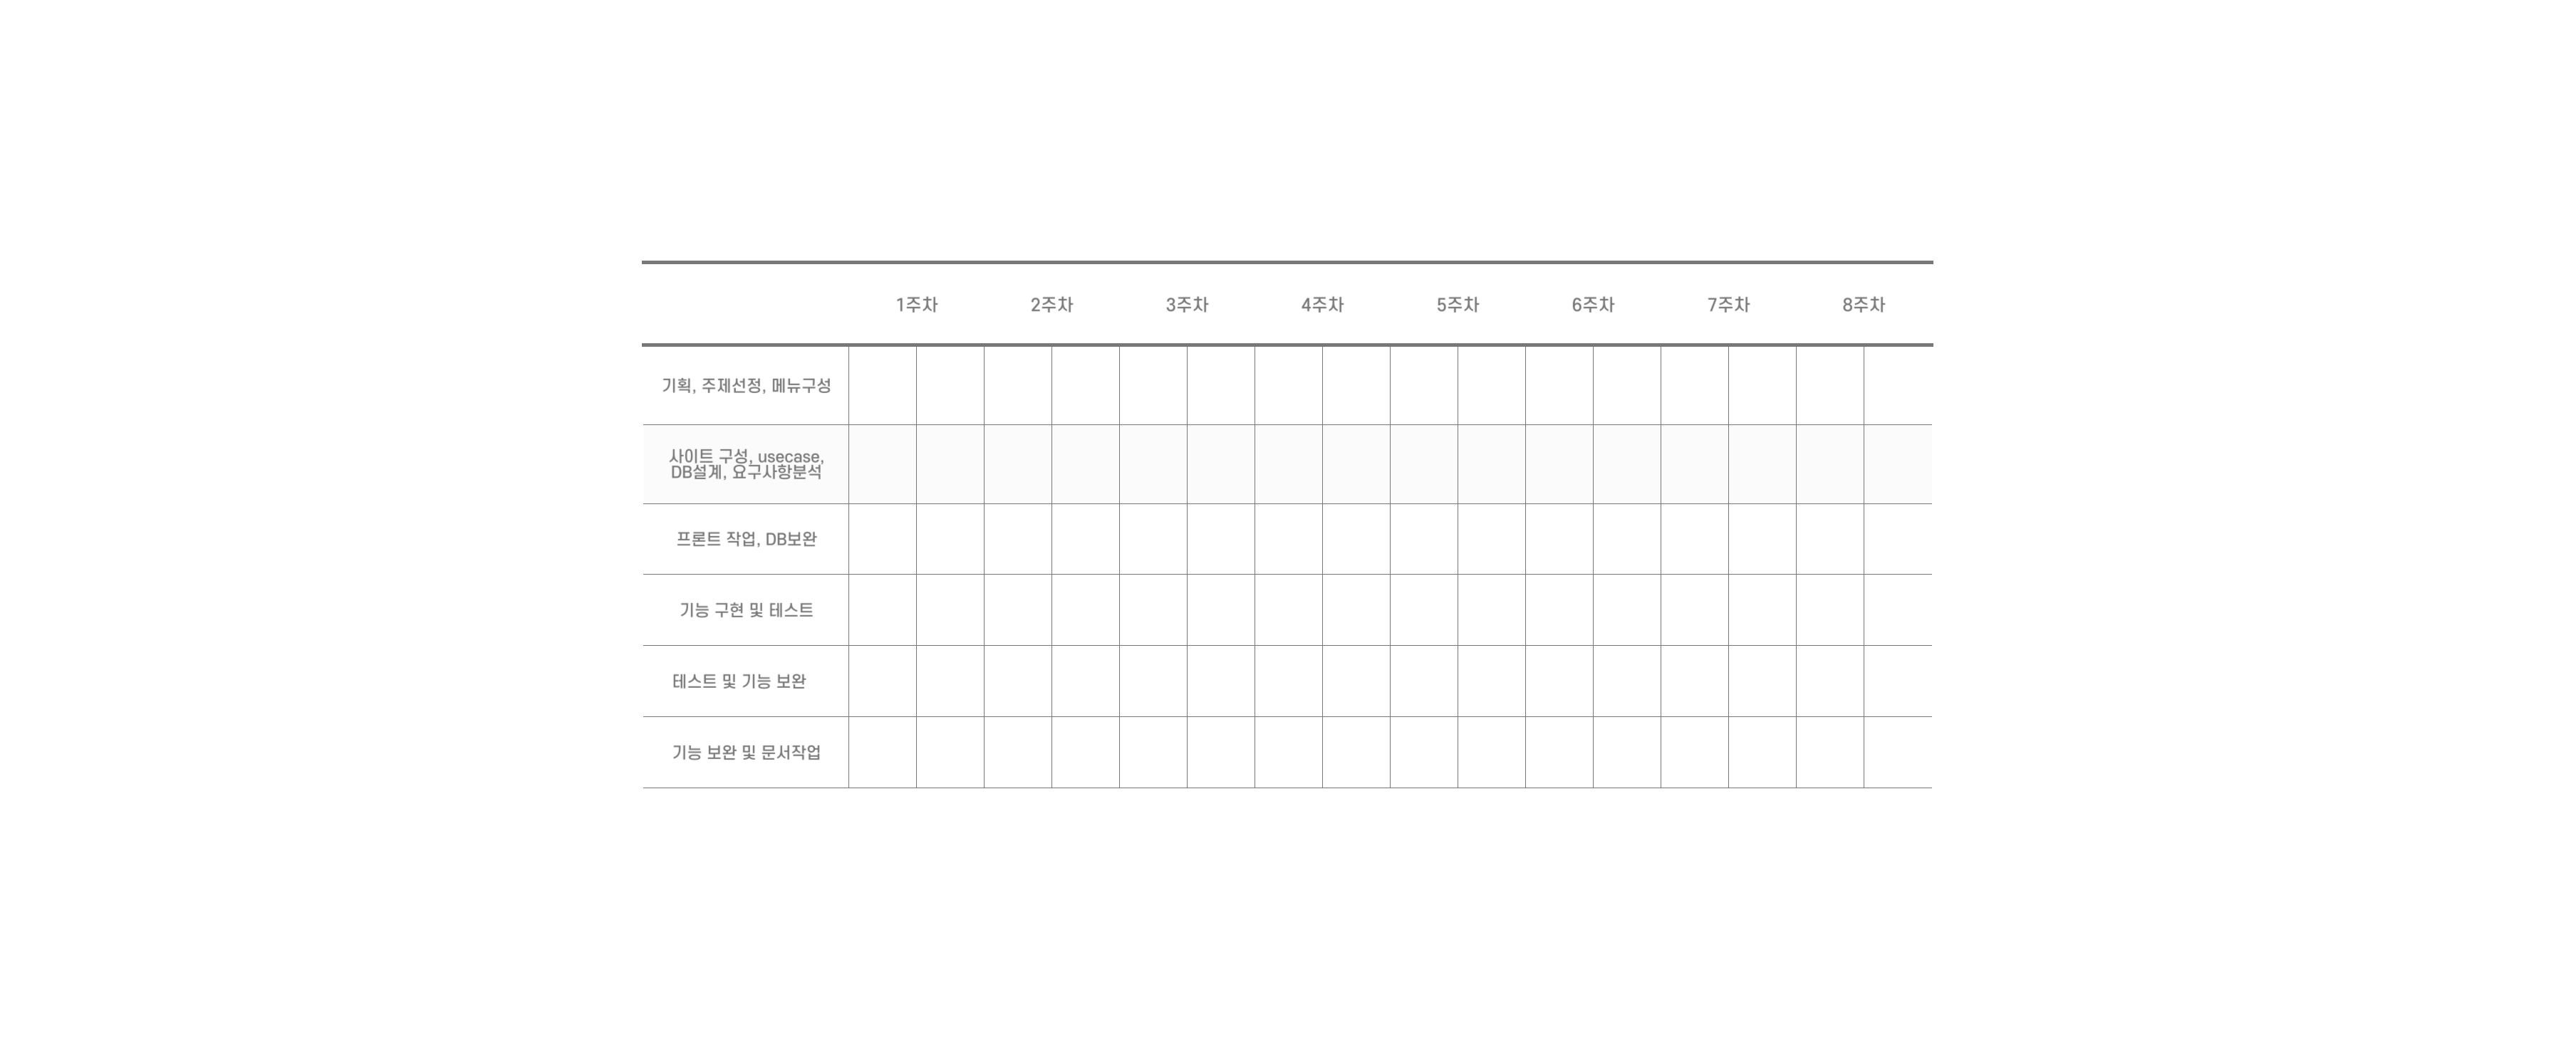 1주차 2주차 3주차 4주차 5주차 6주차 7주차 8주차
기획, 주제선정, 메뉴구성
사이트 구성, usecase,
DB설계, 요구사항분석
프론트 작업, DB보완
기능 구현 및 테스트
테스트 및 기능 보완
기능 보완 및 문서작업